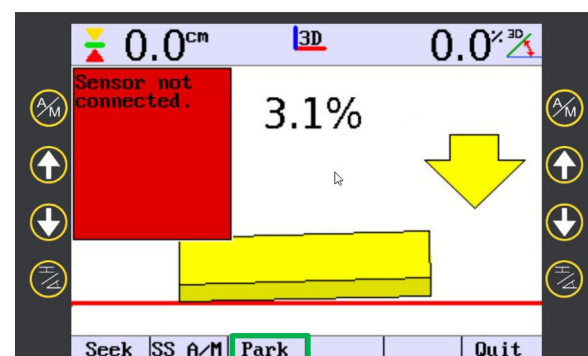 0.0cm 3D 0.0% 3D
Sensor not
connected.
3.1%
A/M A/M
Seek SS A/M Park Quit